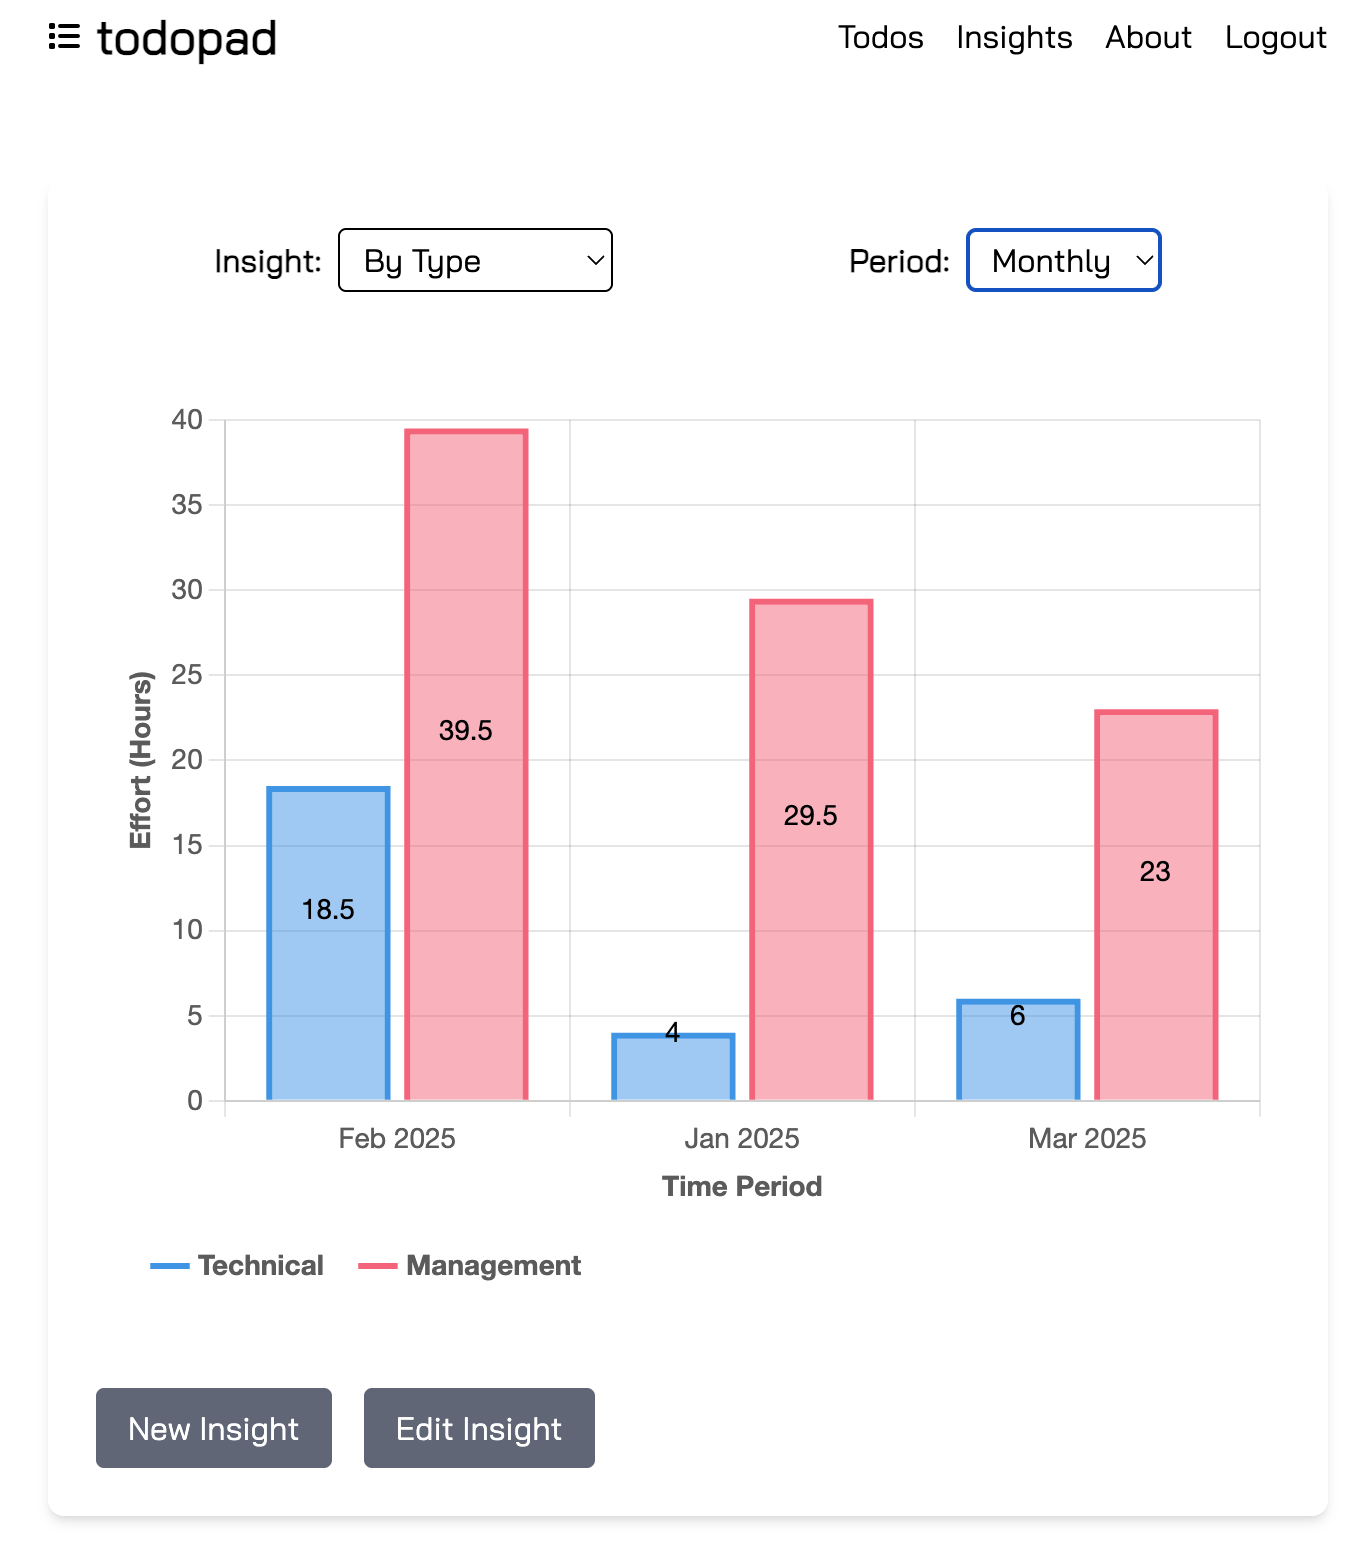 todopad
Todos Insights About Logout
Insight: By Type
Period: Monthly
Effort (Hours)
40
35
30
25
20
15
10
5
0
18.5
39.5
4
29.5
6
23
Feb 2025 Jan 2025 Mar 2025
Time Period
Technical Management
New Insight Edit Insight